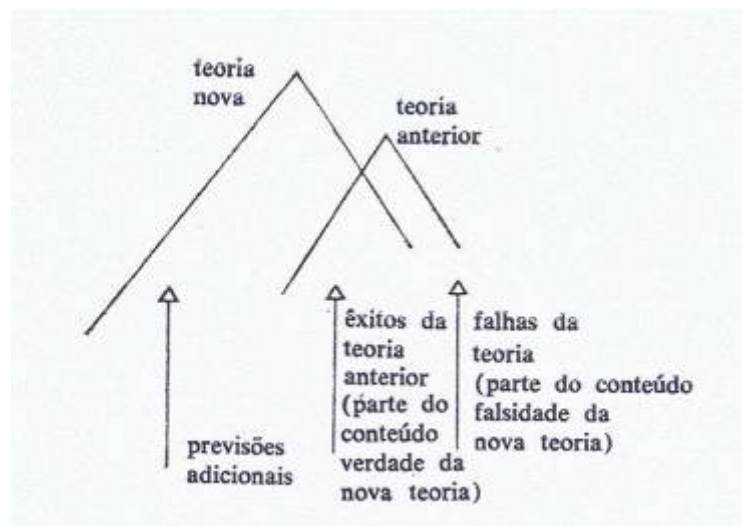 teoria
nova
teoria
anterior
previsões
adicionais
êxitos da
teoria
anterior
(parte do
conteúdo
verdade da
nova teoria)
falhas da
teoria
(parte do conteúdo
falsidade da
nova teoria)